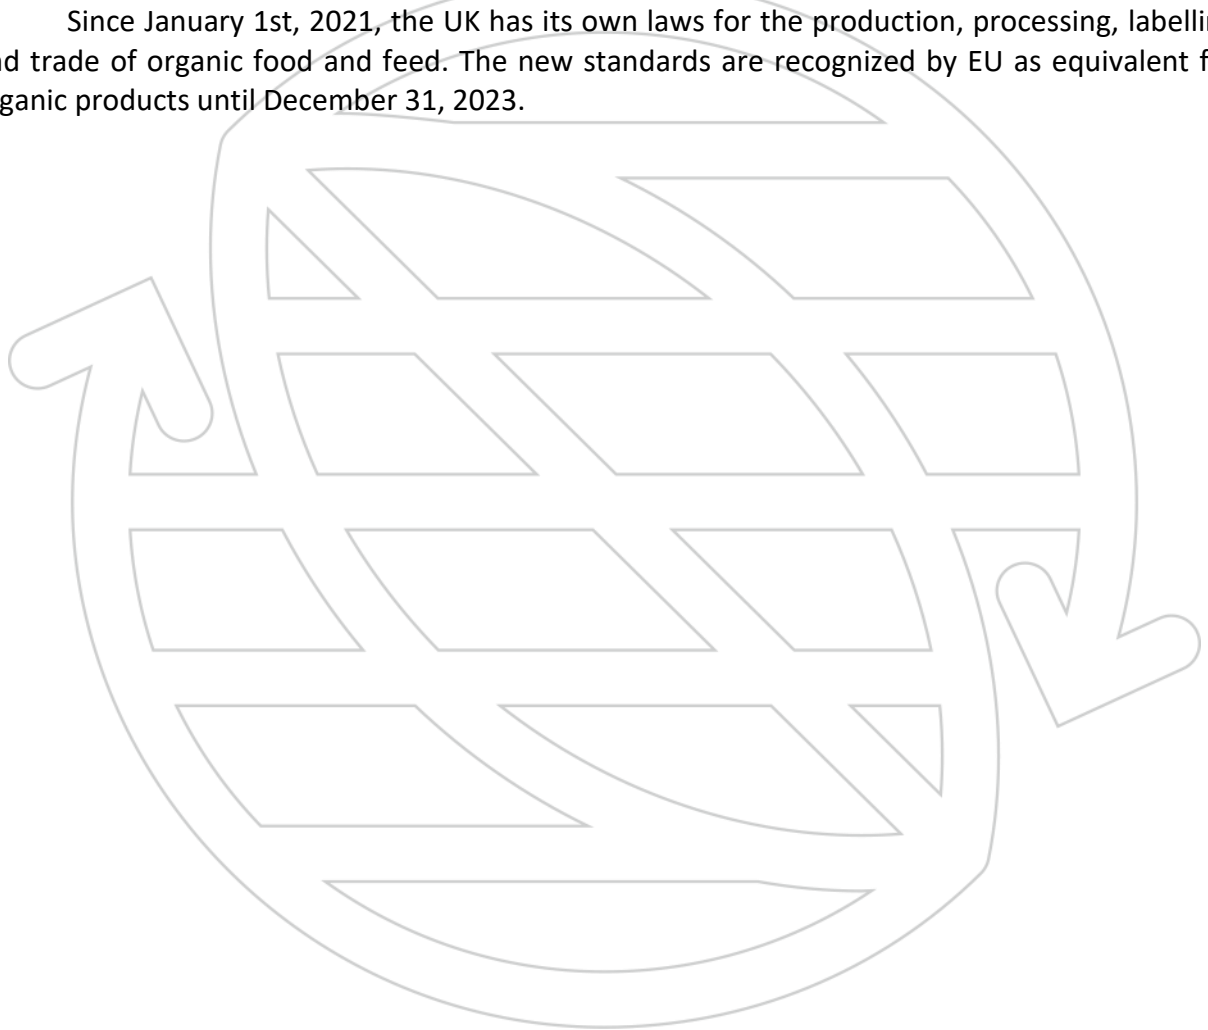 Since January 1st, 2021, the UK has its own laws for the production, processing, labellin
nd trade of organic food and feed. The new standards are recognized by EU as equivalent f
ganic products until December 31, 2023.